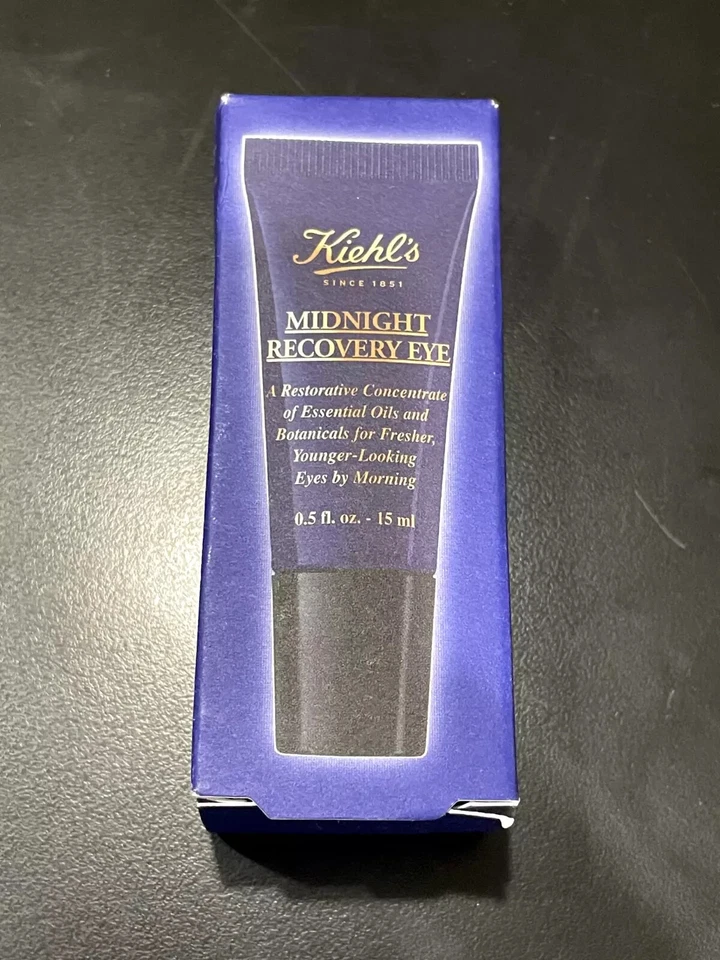 Kiehl's
SINCE 1851
MIDNIGHT
RECOVERY EYE
A Restorative Concentrate
of Essential Oils and
Botanicals for Fresher,
Younger-Looking
Eyes by Morning
0.5 fl. oz. - 15 ml